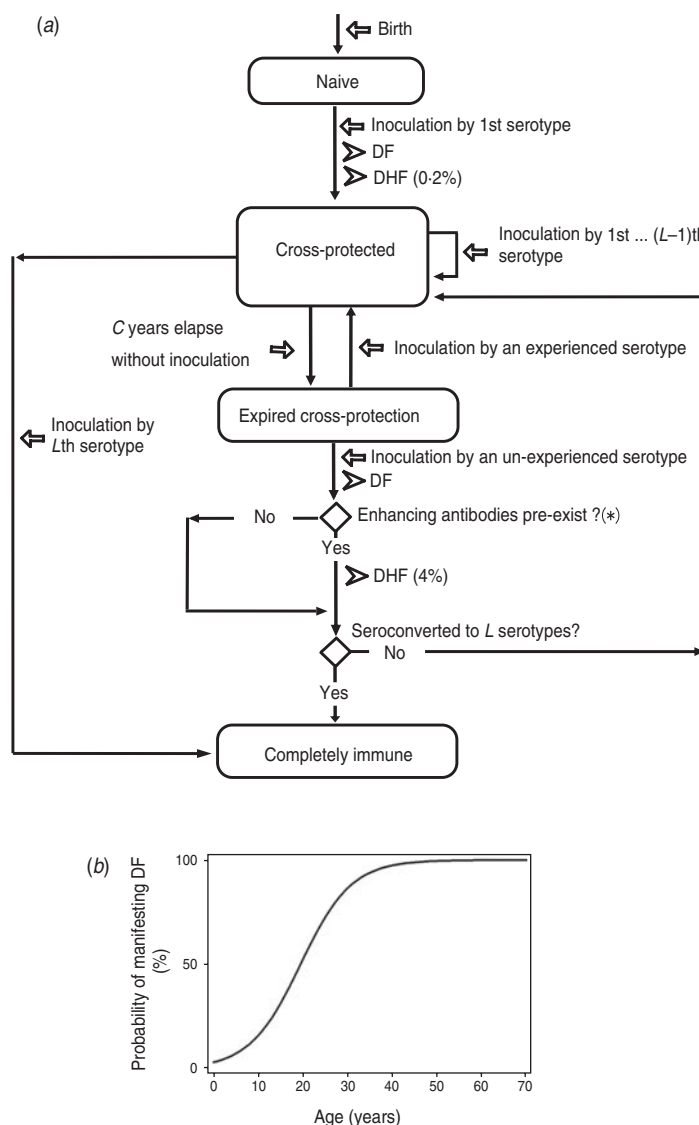 (a)
Birth
Naive
Inoculation by 1st serotype
DF
DHF (0·2%)
Cross-protected
Inoculation by 1st ... (L–1)th
serotype
C years elapse
without inoculation
Inoculation by an experienced serotype
Expired cross-protection
Inoculation by
Lth serotype
Inoculation by an un-experienced serotype
DF
No
Enhancing antibodies pre-exist ?(*)
Yes
DHF (4%)
Seroconverted to L serotypes?
No
Yes
Completely immune
(b)
Probability of manifesting DF
(%)
100
50
0
0 10 20 30 40 50 60 70
Age (years)